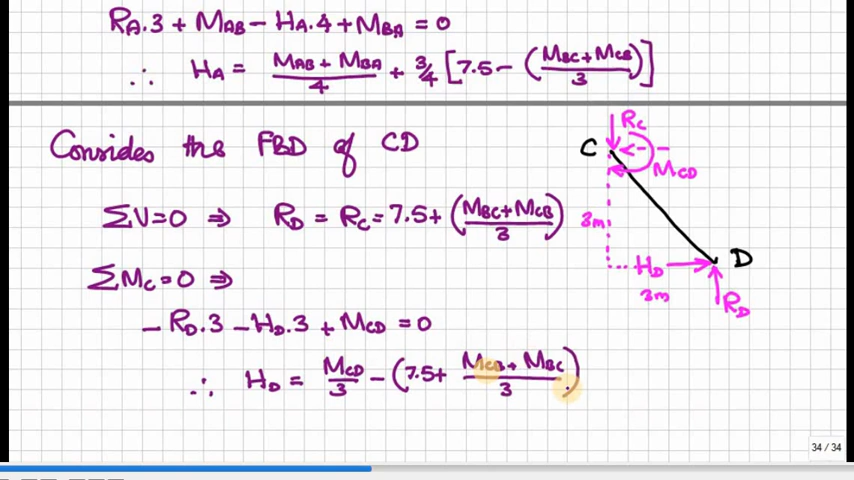 RA.3 + MAB - HA.4 + MBA = 0
∴ HA = (MAB + MBA)/4 + 3/4 [7.5 - ((MBC + MCB)/3)]
Consides the FBD of CD
ΣV=0 ⇒ RD = RC = 7.5 + ((MBC + MCB)/3)
ΣMC=0 ⇒
- RD.3 - HD.3 + MCD = 0
∴ HD = MCD/3 - (7.5 + (MCB + MBC)/3)
RC
C
MCD
3m
HD
D
3m
RD
34 / 34